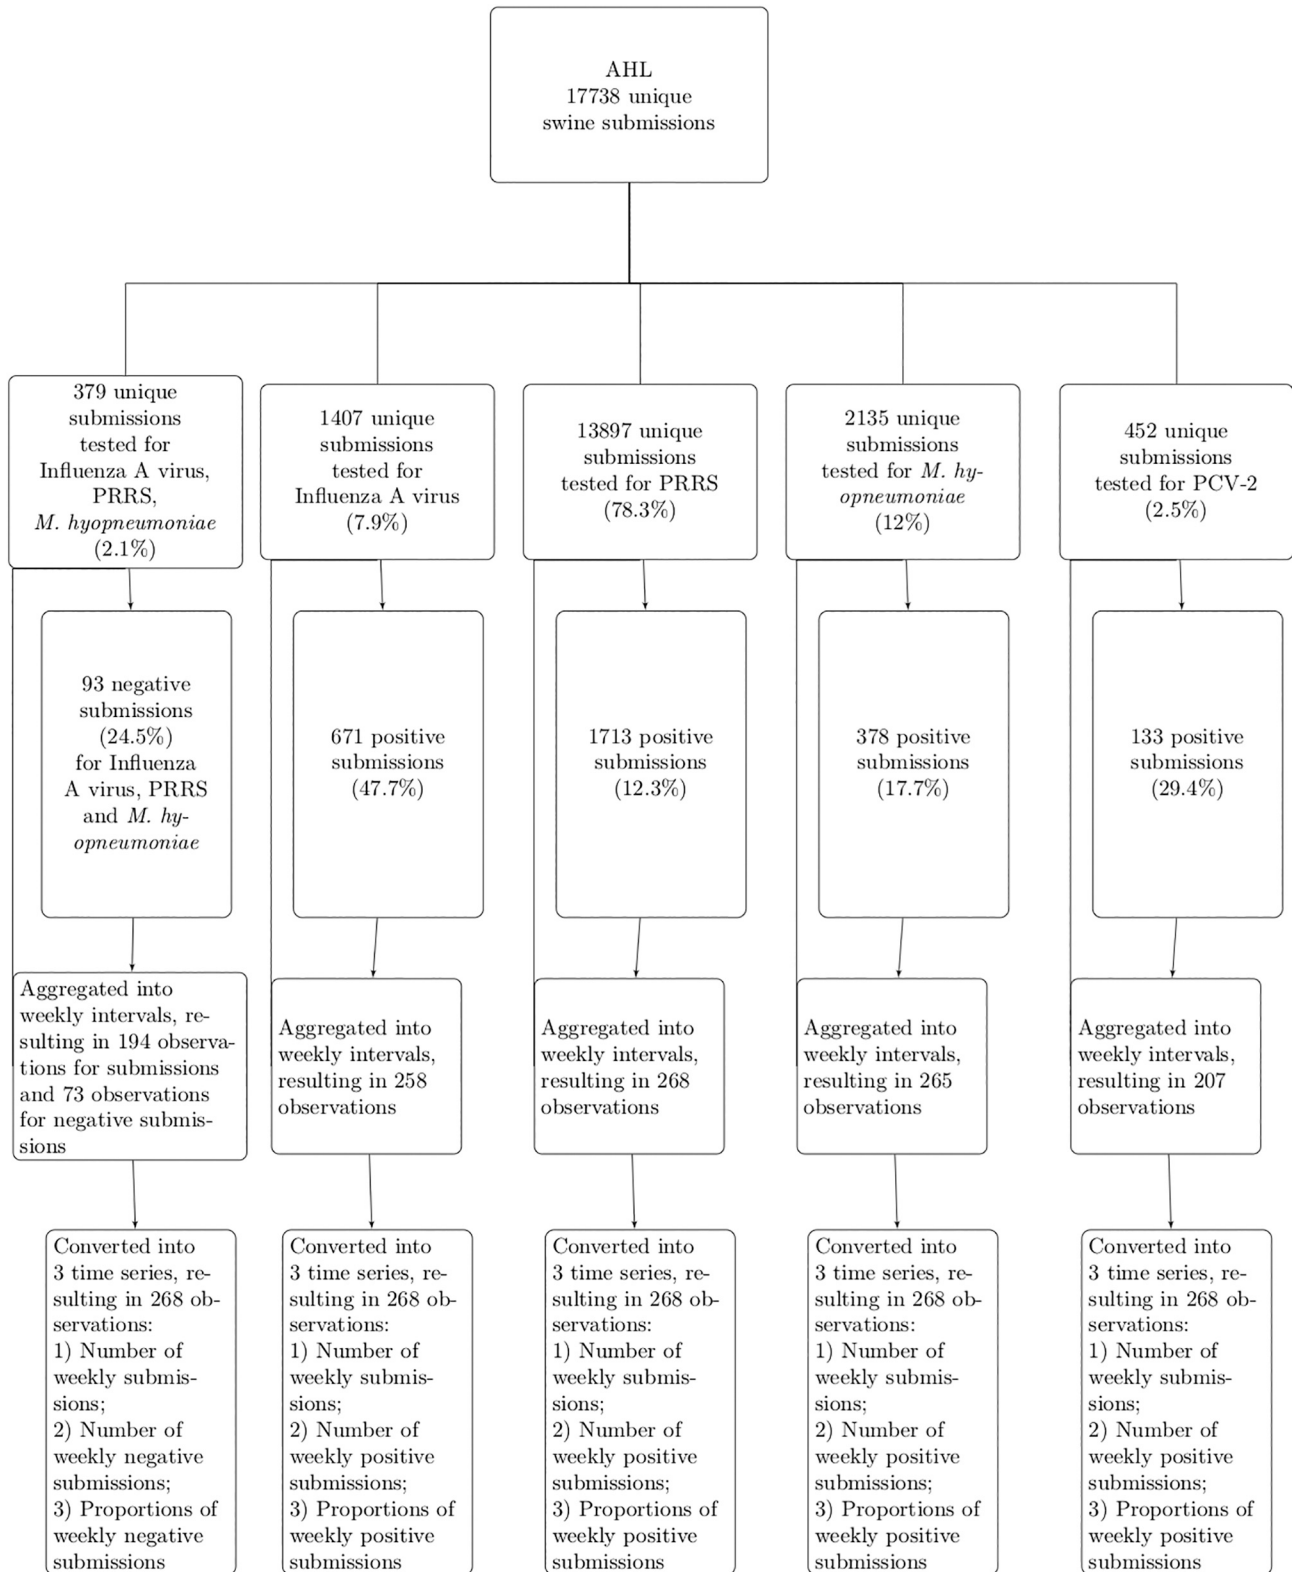 AHL
17738 unique
swine submissions
379 unique
submissions
tested for
Influenza A virus,
PRRS,
M. hyopneumoniae
(2.1%)
1407 unique
submissions
tested for
Influenza A virus
(7.9%)
13897 unique
submissions
tested for PRRS
(78.3%)
2135 unique
submissions
tested for M. hy-
opneumoniae
(12%)
452 unique
submissions
tested for PCV-2
(2.5%)
93 negative
submissions
(24.5%)
for Influenza
A virus, PRRS
and M. hy-
opneumoniae
671 positive
submissions
(47.7%)
1713 positive
submissions
(12.3%)
378 positive
submissions
(17.7%)
133 positive
submissions
(29.4%)
Aggregated into
weekly intervals, re-
sulting in 194 observa-
tions for submissions
and 73 observations
for negative submis-
sions
Aggregated into
weekly intervals,
resulting in 258
observations
Aggregated into
weekly intervals,
resulting in 268
observations
Aggregated into
weekly intervals,
resulting in 265
observations
Aggregated into
weekly intervals,
resulting in 207
observations
Converted into
3 time series, re-
sulting in 268 ob-
servations:
1) Number of
weekly submis-
sions;
2) Number of
weekly negative
submissions;
3) Proportions of
weekly negative
submissions
Converted into
3 time series, re-
sulting in 268 ob-
servations:
1) Number of
weekly submis-
sions;
2) Number of
weekly positive
submissions;
3) Proportions of
weekly positive
submissions
Converted into
3 time series, re-
sulting in 268 ob-
servations:
1) Number of
weekly submis-
sions;
2) Number of
weekly positive
submissions;
3) Proportions of
weekly positive
submissions
Converted into
3 time series, re-
sulting in 268 ob-
servations:
1) Number of
weekly submis-
sions;
2) Number of
weekly positive
submissions;
3) Proportions of
weekly positive
submissions
Converted into
3 time series, re-
sulting in 268 ob-
servations:
1) Number of
weekly submis-
sions;
2) Number of
weekly positive
submissions;
3) Proportions of
weekly positive
submissions